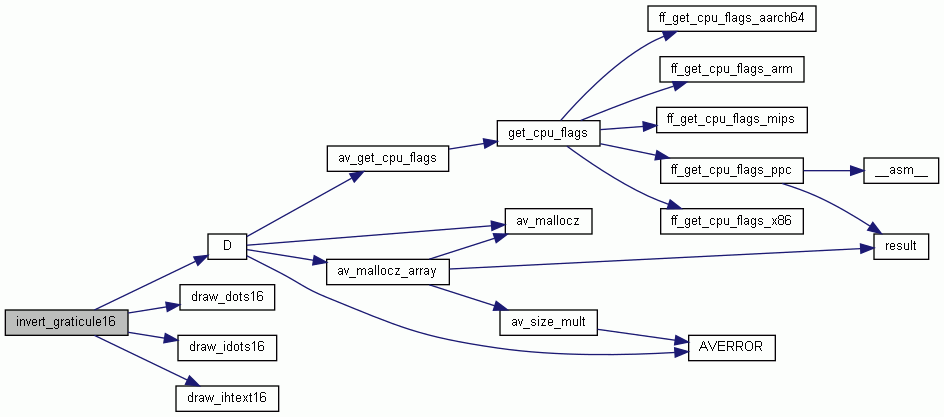 ff_get_cpu_flags_aarch64
ff_get_cpu_flags_arm
ff_get_cpu_flags_mips
get_cpu_flags
av_get_cpu_flags
ff_get_cpu_flags_ppc
__asm__
ff_get_cpu_flags_x86
av_mallocz
D
result
av_mallocz_array
draw_dots16
invert_graticule16
av_size_mult
draw_idots16
AVERROR
draw_ihtext16